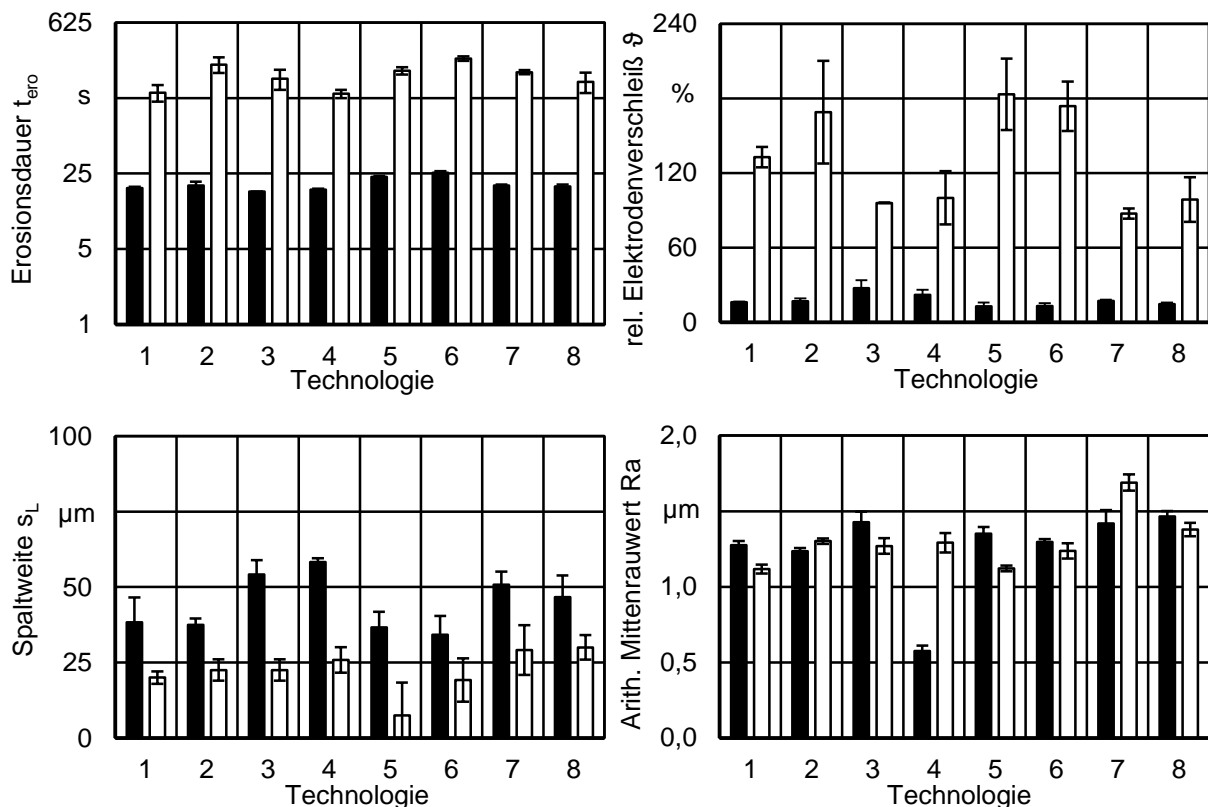 Erosionsdauer t_ero
625
s
25
5
1
1 2 3 4 5 6 7 8
Technologie
rel. Elektrodenverschleiß ϑ
240
%
120
60
0
1 2 3 4 5 6 7 8
Technologie
Spaltweite s_L
100
µm
50
25
0
1 2 3 4 5 6 7 8
Technologie
Arith. Mittenrauwert Ra
2,0
µm
1,0
0,5
0,0
1 2 3 4 5 6 7 8
Technologie